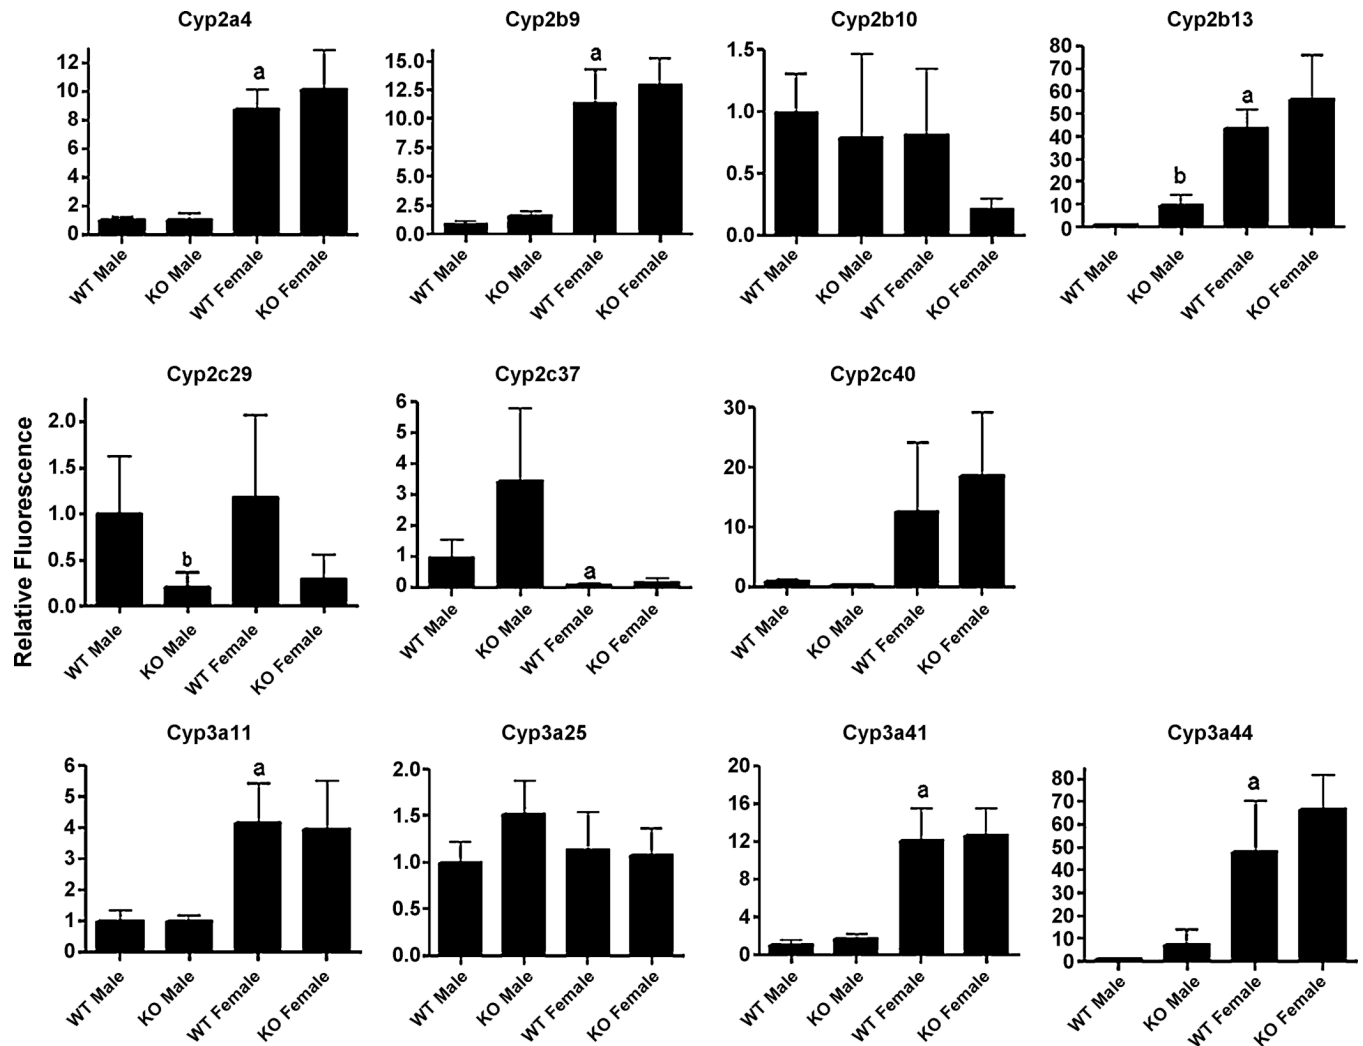 Cyp2a4
12
10
8
6
4
2
0
a
WT Male
KO Male
WT Female
KO Female
Cyp2b9
15.0
12.5
10.0
7.5
5.0
2.5
0.0
a
WT Male
KO Male
WT Female
KO Female
Cyp2b10
1.5
1.0
0.5
0.0
WT Male
KO Male
WT Female
KO Female
Cyp2b13
80
70
60
50
40
30
20
10
0
b
a
WT Male
KO Male
WT Female
KO Female
Relative Fluorescence
Cyp2c29
2.0
1.5
1.0
0.5
0.0
b
WT Male
KO Male
WT Female
KO Female
Cyp2c37
6
5
4
3
2
1
0
a
WT Male
KO Male
WT Female
KO Female
Cyp2c40
30
20
10
0
WT Male
KO Male
WT Female
KO Female
Cyp3a11
6
5
4
3
2
1
0
a
WT Male
KO Male
WT Female
KO Female
Cyp3a25
2.0
1.5
1.0
0.5
0.0
WT Male
KO Male
WT Female
KO Female
Cyp3a41
20
16
12
8
4
0
a
WT Male
KO Male
WT Female
KO Female
Cyp3a44
80
70
60
50
40
30
20
10
0
a
WT Male
KO Male
WT Female
KO Female